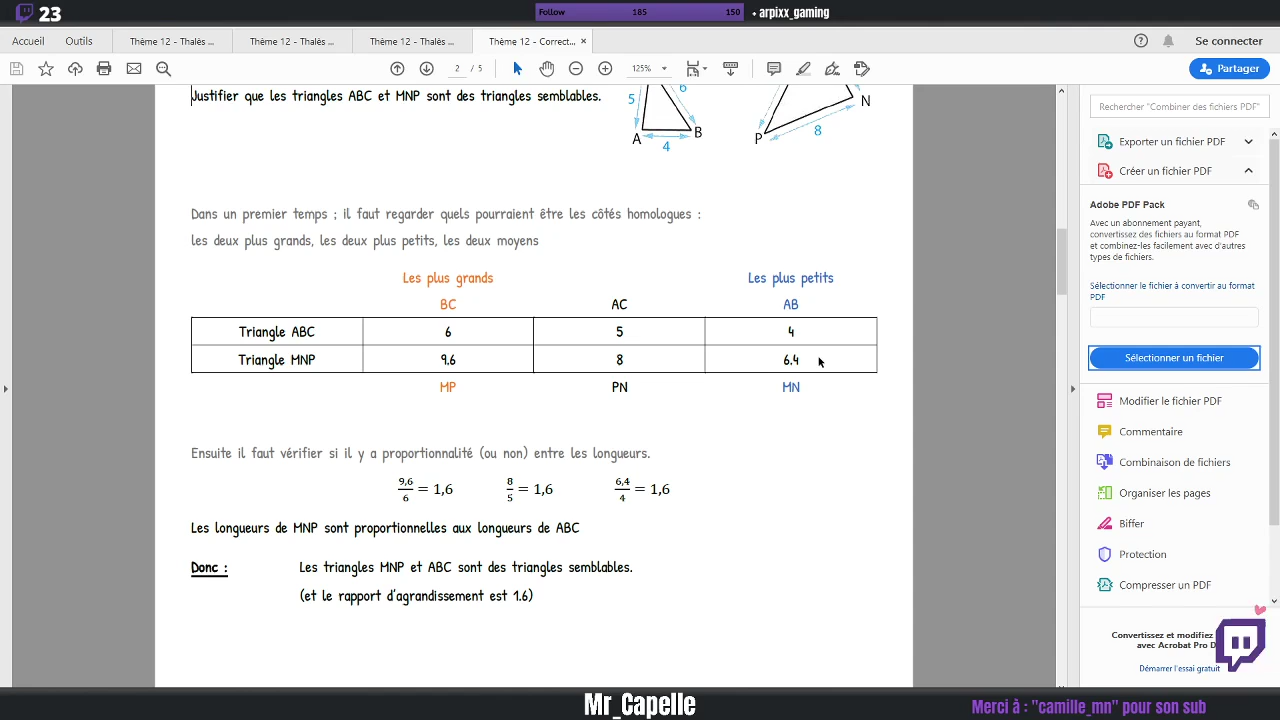 23
Follow 185 150 • arpixx_gaming
Accueil Outils Thème 12 - Thalès ... Thème 12 - Thalès ... Thème 12 - Thalès ... Thème 12 - Correct... × Se connecter
2 / 5 125% Partager
Justifier que les triangles ABC et MNP sont des triangles semblables.
5 6 N
A B P 8
4
Dans un premier temps ; il faut regarder quels pourraient être les côtés homologues :
les deux plus grands, les deux plus petits, les deux moyens
Les plus grands Les plus petits
BC AC AB
Triangle ABC 6 5 4
Triangle MNP 9.6 8 6.4
MP PN MN
Ensuite il faut vérifier si il y a proportionnalité (ou non) entre les longueurs.
9,6/6 = 1,6 8/5 = 1,6 6,4/4 = 1,6
Les longueurs de MNP sont proportionnelles aux longueurs de ABC
Donc : Les triangles MNP et ABC sont des triangles semblables.
(et le rapport d'agrandissement est 1.6)
Rechercher "Combiner des fichiers PDF"
Exporter un fichier PDF
Créer un fichier PDF
Adobe PDF Pack
Avec un abonnement payant,
convertissez des fichiers au format PDF
et combinez-les facilement avec d'autres
types de fichiers.
Sélectionner le fichier à convertir au format
PDF
Sélectionner un fichier
Modifier le fichier PDF
Commentaire
Combinaison de fichiers
Organiser les pages
Biffer
Protection
Compresser un PDF
Convertissez et modifiez
avec Acrobat Pro D
Démarrer l'essai gratuit
Mr_Capelle
Merci à : "camille_mn" pour son sub